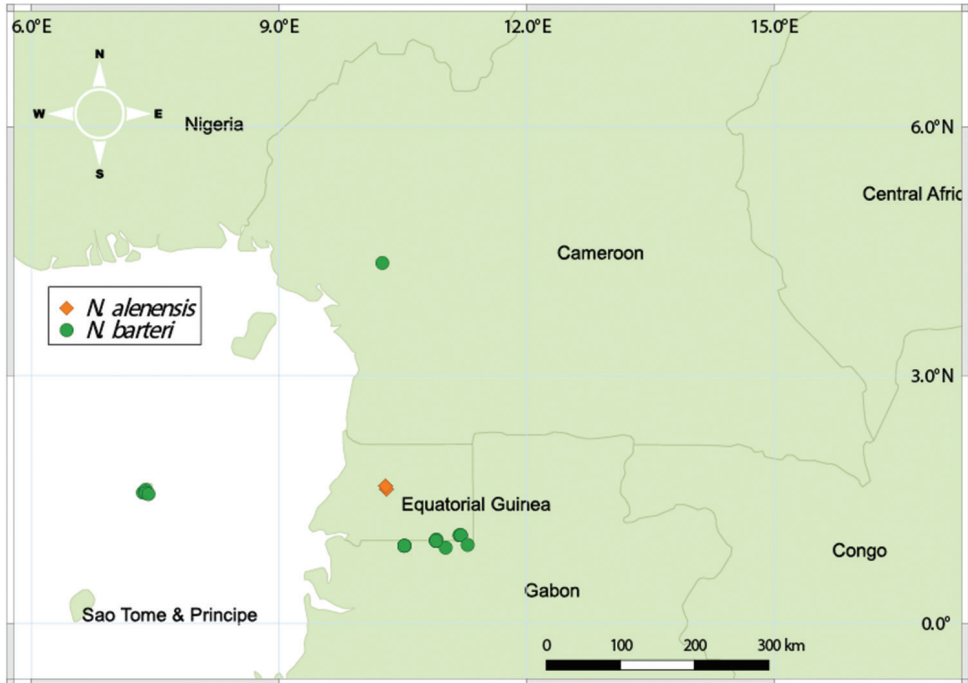 6.0°E 9.0°E 12.0°E 15.0°E
N
W E
S
Nigeria
6.0°N
Central Afric
Cameroon
N. alenensis
N. barteri
3.0°N
Equatorial Guinea
Congo
Gabon
Sao Tome & Principe
0.0°
0 100 200 300 km